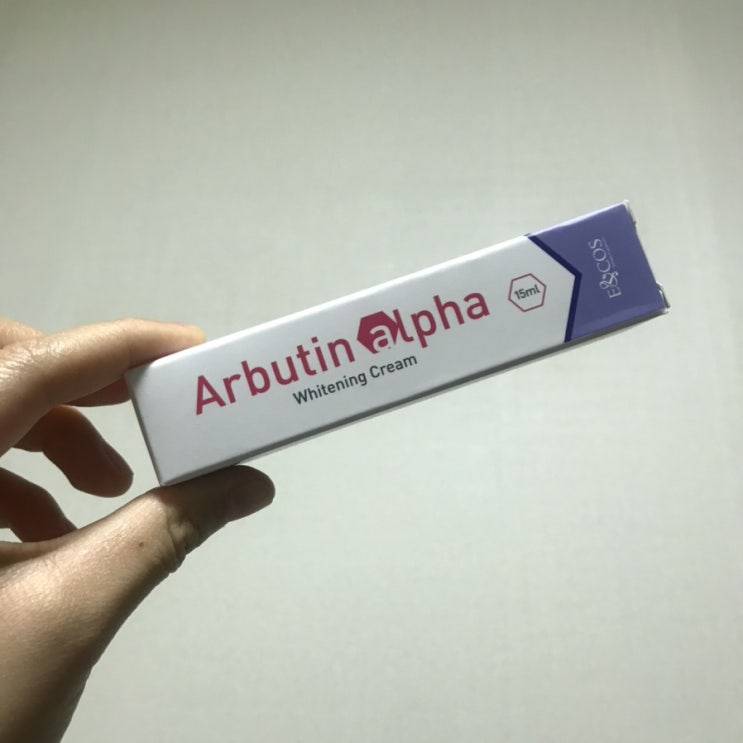 Arbutin alpha
Whitening Cream
15ml